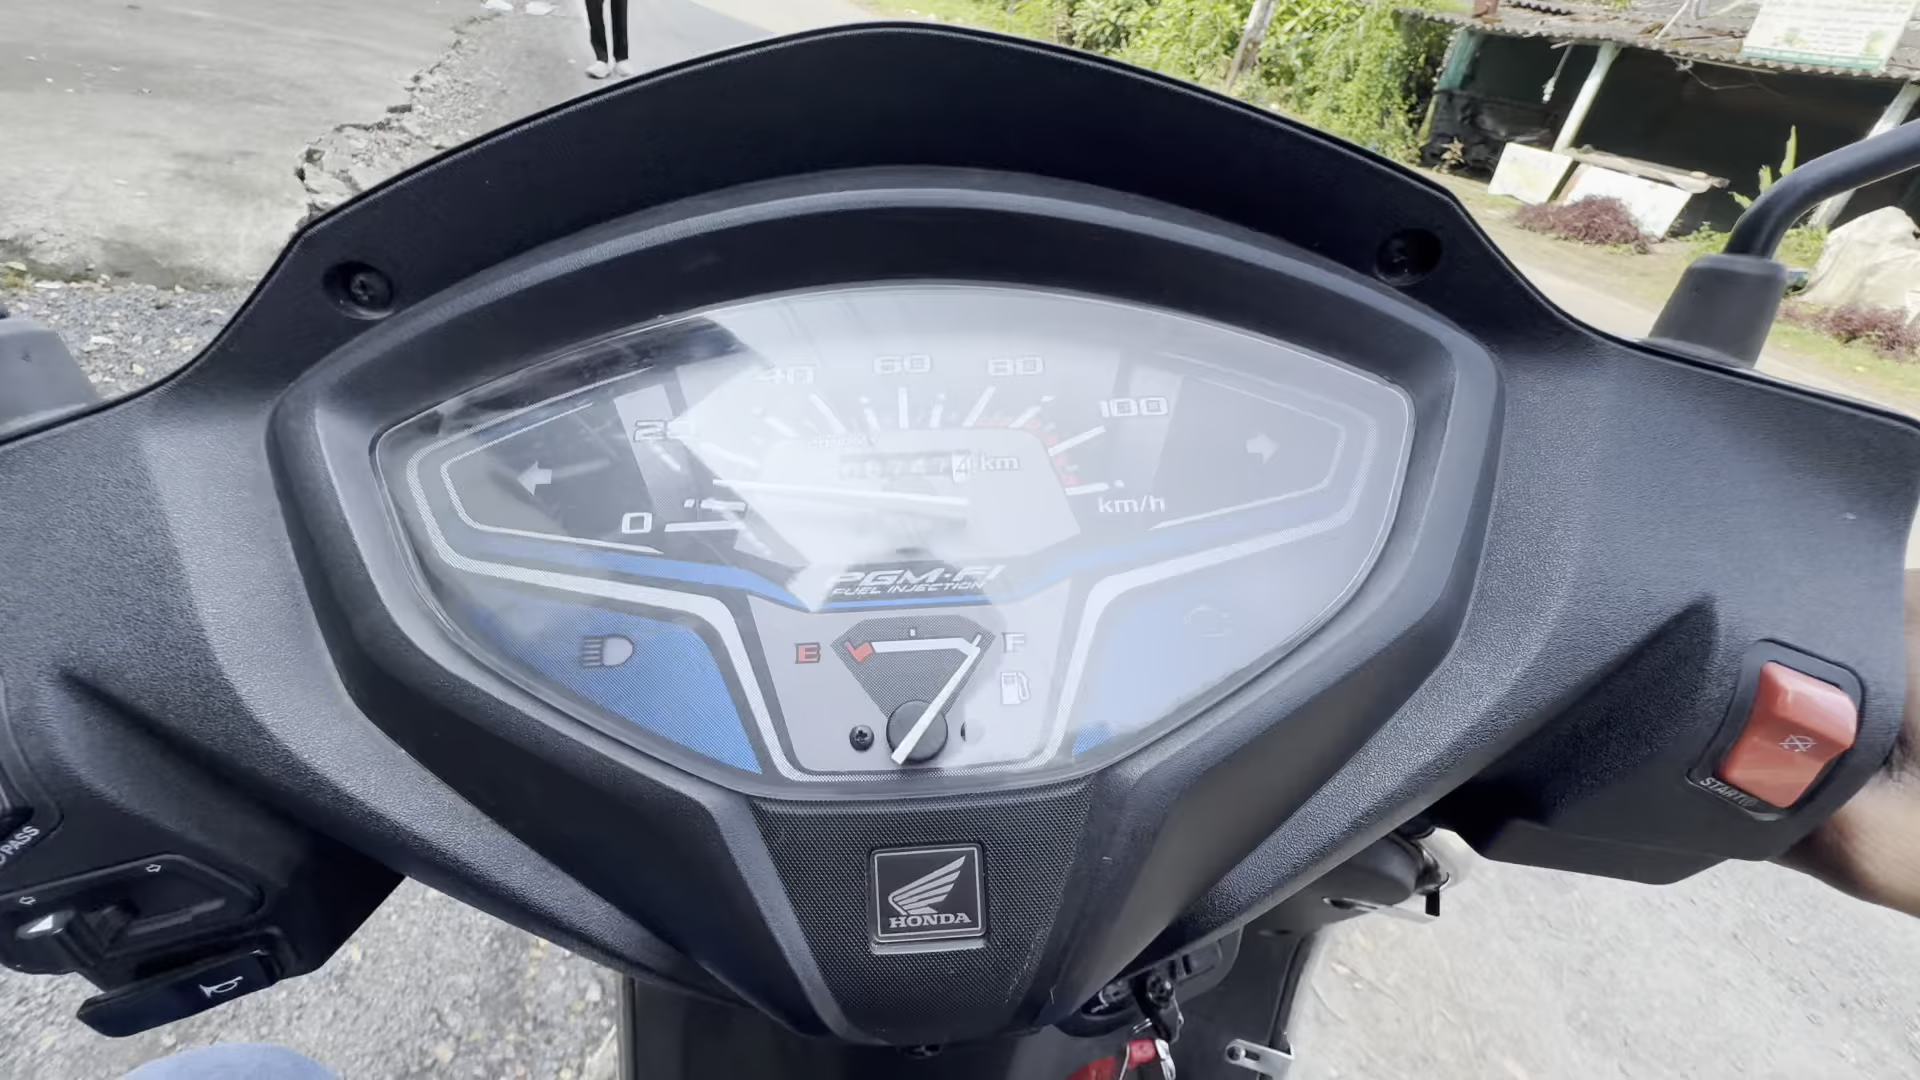 20
40
60
80
100
0
km
km/h
PGM-FI
FUEL INJECTION
E
F
PASS
START
HONDA